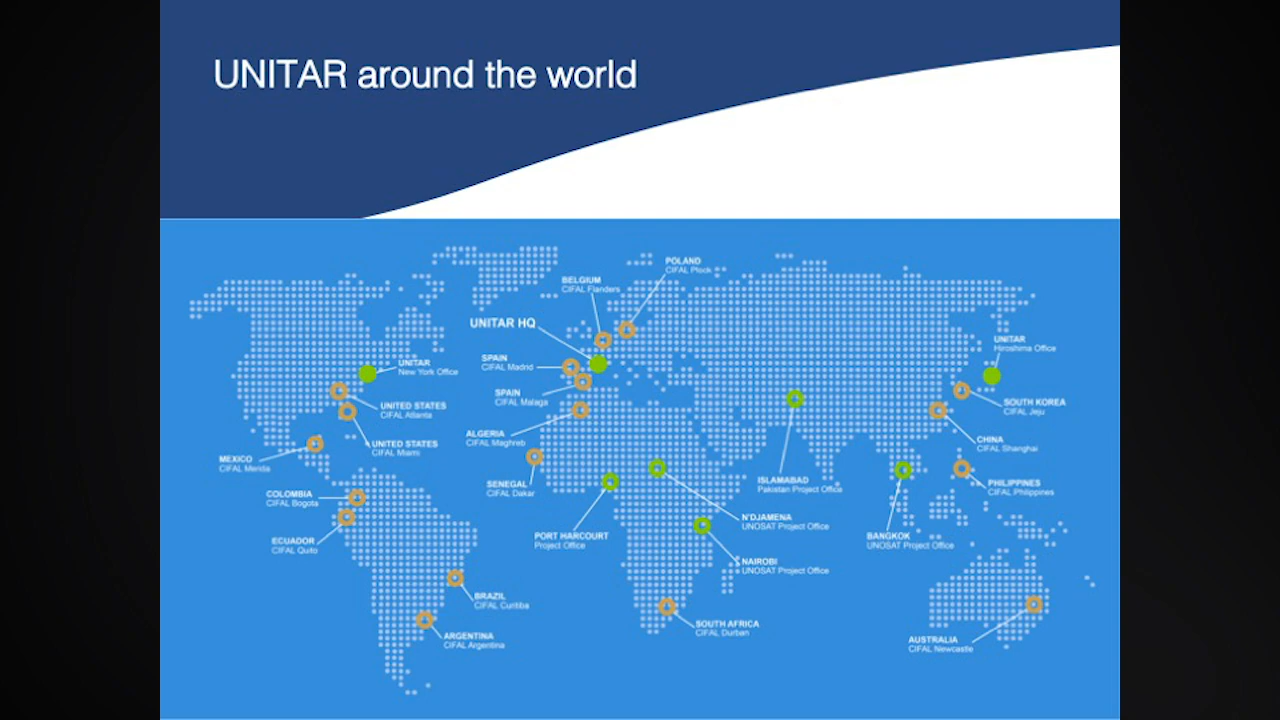 UNITAR around the world
POLAND
CIFAL Plock
BELGIUM
CIFAL Flanders
UNITAR HQ
UNITAR
Hiroshima Office
SPAIN
CIFAL Madrid
UNITAR
New York Office
SPAIN
CIFAL Malaga
UNITED STATES
CIFAL Atlanta
SOUTH KOREA
CIFAL Jeju
ALGERIA
CIFAL Maghreb
UNITED STATES
CIFAL Miami
CHINA
CIFAL Shanghai
MEXICO
CIFAL Merida
ISLAMABAD
Pakistan Project Office
SENEGAL
CIFAL Dakar
PHILIPPINES
CIFAL Philippines
COLOMBIA
CIFAL Bogota
N'DJAMENA
UNOSAT Project Office
PORT HARCOURT
Project Office
BANGKOK
UNOSAT Project Office
ECUADOR
CIFAL Quito
NAIROBI
UNOSAT Project Office
BRAZIL
CIFAL Curitiba
SOUTH AFRICA
CIFAL Durban
ARGENTINA
CIFAL Argentina
AUSTRALIA
CIFAL Newcastle